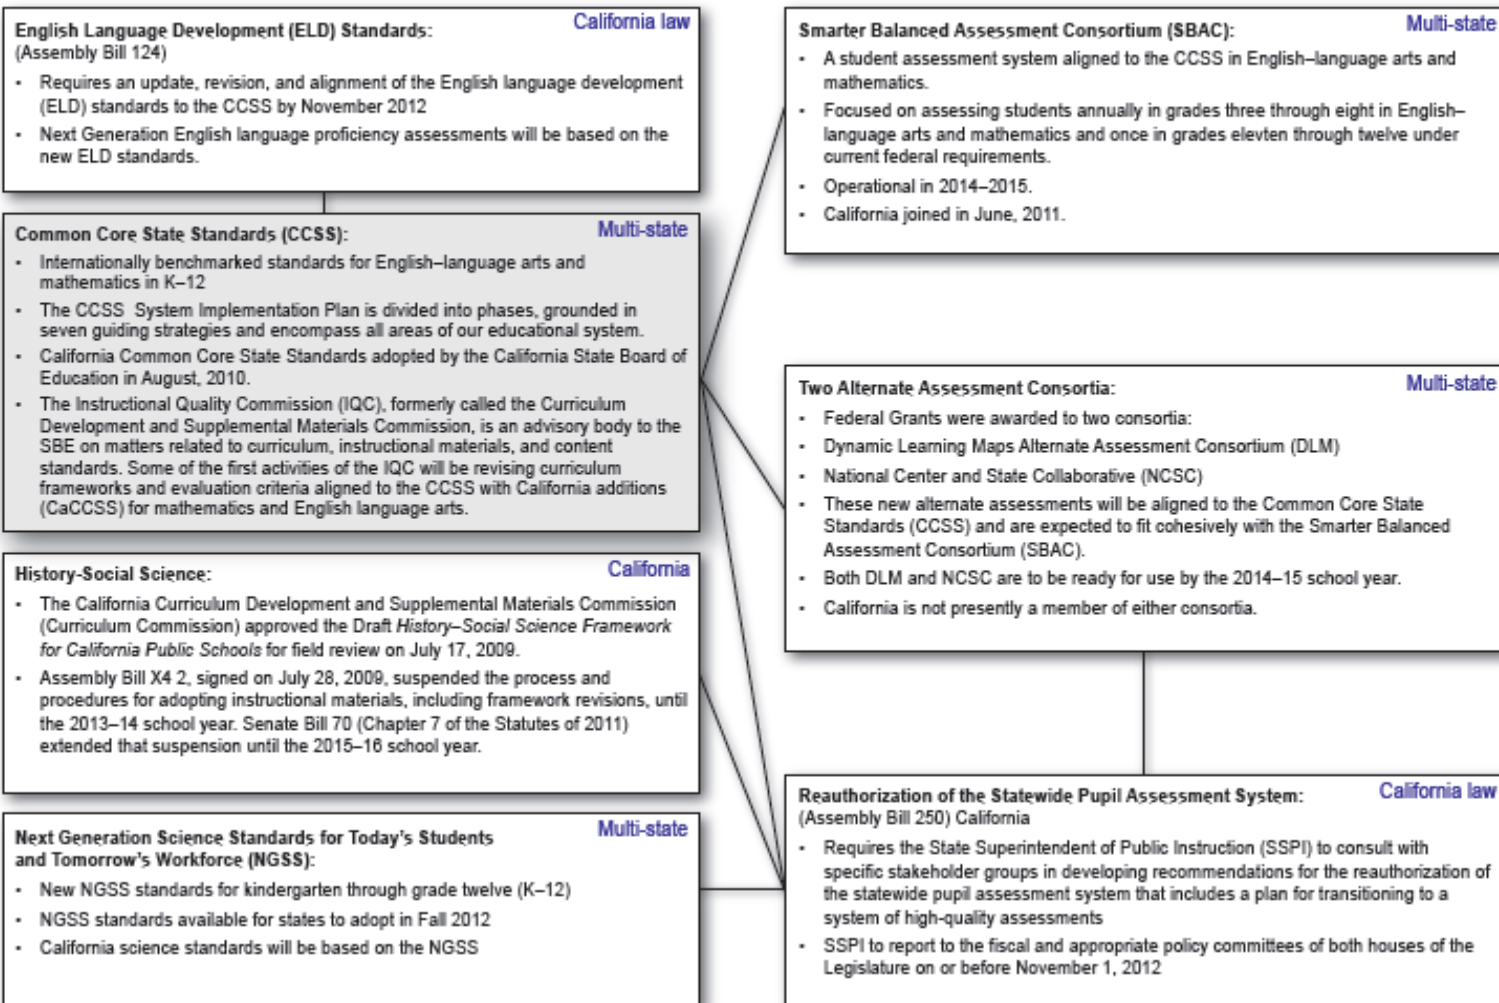 English Language Development (ELD) Standards:
California law
(Assembly Bill 124)
• Requires an update, revision, and alignment of the English language development
(ELD) standards to the CCSS by November 2012
• Next Generation English language proficiency assessments will be based on the
new ELD standards.
Common Core State Standards (CCSS):
Multi-state
• Internationally benchmarked standards for English–language arts and
mathematics in K–12
• The CCSS System Implementation Plan is divided into phases, grounded in
seven guiding strategies and encompass all areas of our educational system.
• California Common Core State Standards adopted by the California State Board of
Education in August, 2010.
• The Instructional Quality Commission (IQC), formerly called the Curriculum
Development and Supplemental Materials Commission, is an advisory body to the
SBE on matters related to curriculum, instructional materials, and content
standards. Some of the first activities of the IQC will be revising curriculum
frameworks and evaluation criteria aligned to the CCSS with California additions
(CaCCSS) for mathematics and English language arts.
History-Social Science:
California
• The California Curriculum Development and Supplemental Materials Commission
(Curriculum Commission) approved the Draft History–Social Science Framework
for California Public Schools for field review on July 17, 2009.
• Assembly Bill X4 2, signed on July 28, 2009, suspended the process and
procedures for adopting instructional materials, including framework revisions, until
the 2013–14 school year. Senate Bill 70 (Chapter 7 of the Statutes of 2011)
extended that suspension until the 2015–16 school year.
Next Generation Science Standards for Today's Students
Multi-state
and Tomorrow's Workforce (NGSS):
• New NGSS standards for kindergarten through grade twelve (K–12)
• NGSS standards available for states to adopt in Fall 2012
• California science standards will be based on the NGSS
Smarter Balanced Assessment Consortium (SBAC):
Multi-state
• A student assessment system aligned to the CCSS in English–language arts and
mathematics.
• Focused on assessing students annually in grades three through eight in English–
language arts and mathematics and once in grades elevten through twelve under
current federal requirements.
• Operational in 2014–2015.
• California joined in June, 2011.
Two Alternate Assessment Consortia:
Multi-state
• Federal Grants were awarded to two consortia:
• Dynamic Learning Maps Alternate Assessment Consortium (DLM)
• National Center and State Collaborative (NCSC)
• These new alternate assessments will be aligned to the Common Core State
Standards (CCSS) and are expected to fit cohesively with the Smarter Balanced
Assessment Consortium (SBAC).
• Both DLM and NCSC are to be ready for use by the 2014–15 school year.
• California is not presently a member of either consortia.
Reauthorization of the Statewide Pupil Assessment System:
California law
(Assembly Bill 250) California
• Requires the State Superintendent of Public Instruction (SSPI) to consult with
specific stakeholder groups in developing recommendations for the reauthorization of
the statewide pupil assessment system that includes a plan for transitioning to a
system of high-quality assessments
• SSPI to report to the fiscal and appropriate policy committees of both houses of the
Legislature on or before November 1, 2012